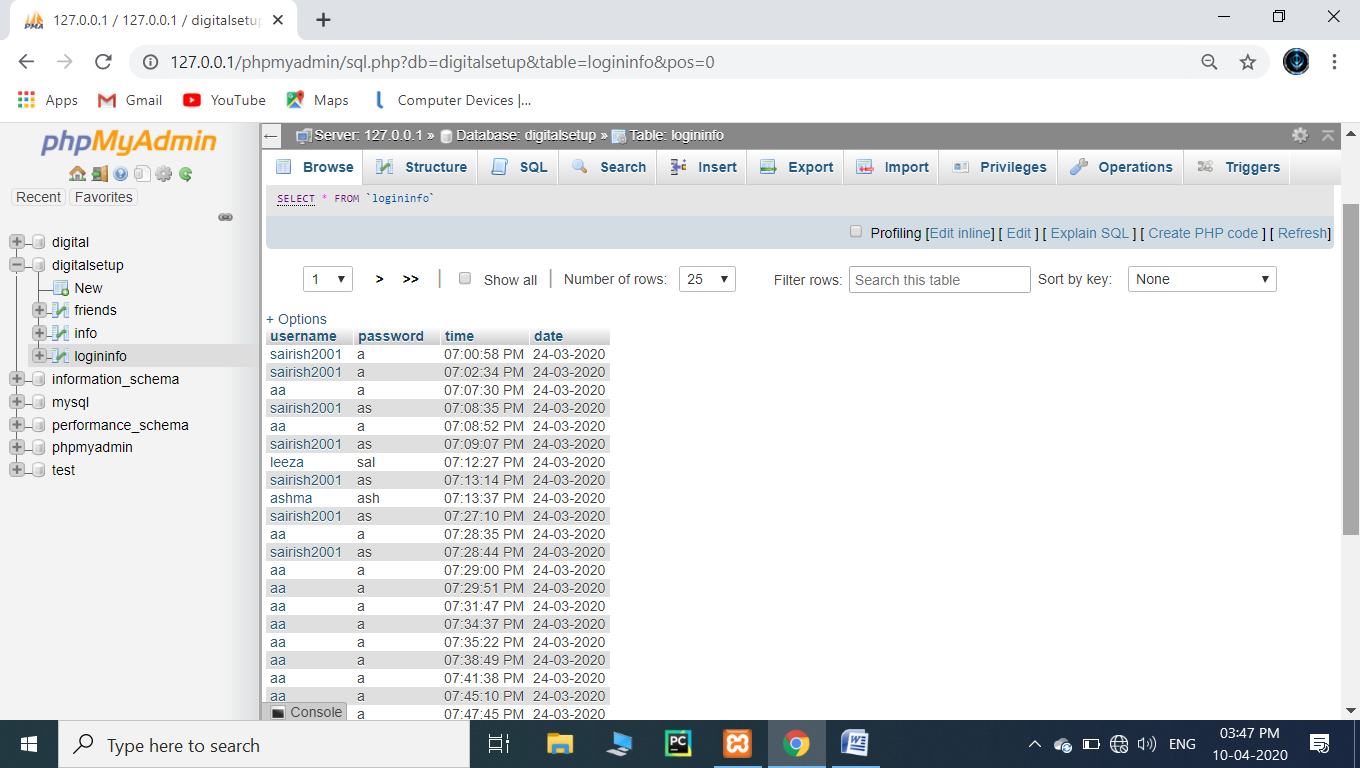 127.0.0.1 / 127.0.0.1 / digitalsetup
127.0.0.1/phpmyadmin/sql.php?db=digitalsetup&table=logininfo&pos=0
Apps Gmail YouTube Maps Computer Devices |...
phpMyAdmin
Recent Favorites
digital
digitalsetup
New
friends
info
logininfo
information_schema
mysql
performance_schema
phpmyadmin
test
Server: 127.0.0.1 » Database: digitalsetup » Table: logininfo
Browse Structure SQL Search Insert Export Import Privileges Operations Triggers
SELECT * FROM `logininfo`
Profiling [Edit inline] [ Edit ] [ Explain SQL ] [ Create PHP code ] [ Refresh]
1 > >> | Show all | Number of rows: 25 Filter rows: Search this table Sort by key: None
+ Options
username password time date
sairish2001 a 07:00:58 PM 24-03-2020
sairish2001 a 07:02:34 PM 24-03-2020
aa a 07:07:30 PM 24-03-2020
sairish2001 as 07:08:35 PM 24-03-2020
aa a 07:08:52 PM 24-03-2020
sairish2001 as 07:09:07 PM 24-03-2020
leeza sal 07:12:27 PM 24-03-2020
sairish2001 as 07:13:14 PM 24-03-2020
ashma ash 07:13:37 PM 24-03-2020
sairish2001 as 07:27:10 PM 24-03-2020
aa a 07:28:35 PM 24-03-2020
sairish2001 as 07:28:44 PM 24-03-2020
aa a 07:29:00 PM 24-03-2020
aa a 07:29:51 PM 24-03-2020
aa a 07:31:47 PM 24-03-2020
aa a 07:34:37 PM 24-03-2020
aa a 07:35:22 PM 24-03-2020
aa a 07:38:49 PM 24-03-2020
aa a 07:41:38 PM 24-03-2020
aa a 07:45:10 PM 24-03-2020
Console a 07:47:45 PM 24-03-2020
Type here to search
PC
ENG
03:47 PM
10-04-2020